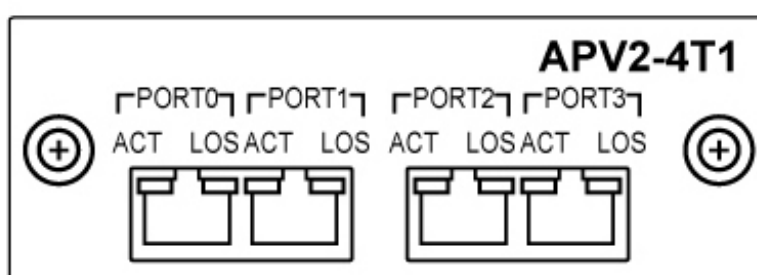 APV2-4T1
PORT0 PORT1 PORT2 PORT3
ACT LOS ACT LOS ACT LOS ACT LOS